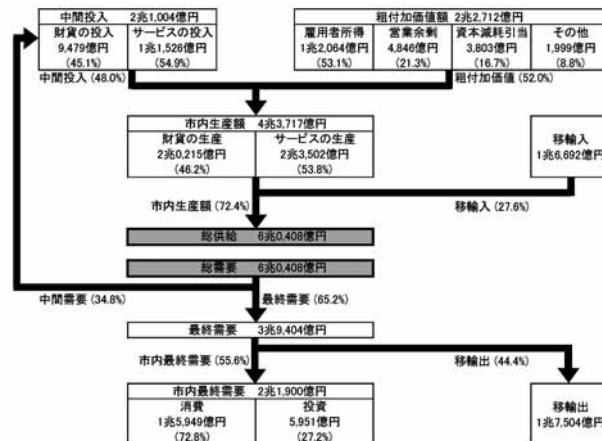 中間投入 2兆1,004億円
財貨の投入 サービスの投入
9,479億円 1兆1,526億円
(45.1%) (54.9%)
粗付加価値額 2兆2,712億円
雇用者所得 営業余剰 資本減耗引当 その他
1兆2,064億円 4,846億円 3,803億円 1,999億円
(53.1%) (21.3%) (16.7%) (8.8%)
中間投入(48.0%) 粗付加価値(52.0%)
市内生産額 4兆3,717億円
財貨の生産 サービスの生産
2兆0,215億円 2兆3,502億円
(46.2%) (53.8%)
移輸入
1兆6,692億円
市内生産額(72.4%) 移輸入(27.6%)
総供給 6兆0,408億円
総需要 6兆0,408億円
中間需要(34.8%) 最終需要(65.2%)
最終需要 3兆9,404億円
市内最終需要(55.6%) 移輸出(44.4%)
市内最終需要 2兆1,900億円
消費 投資
1兆5,949億円 5,951億円
(72.8%) (27.2%)
移輸出
1兆7,504億円